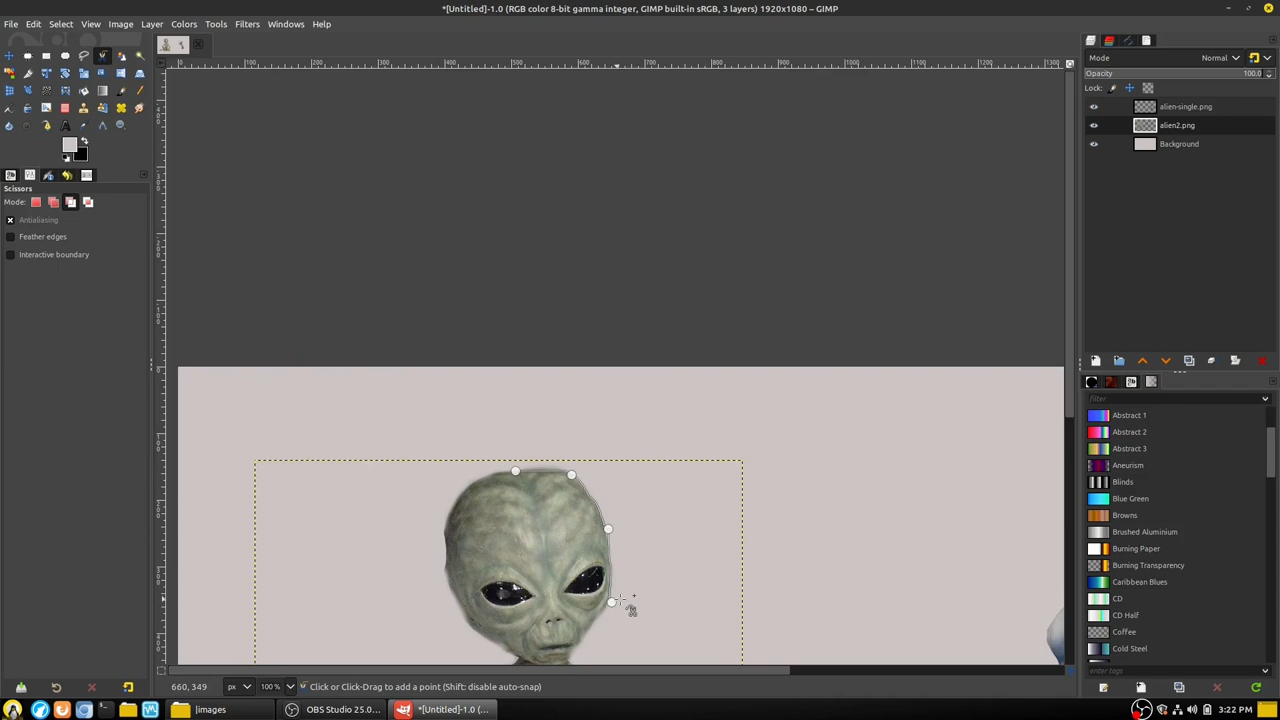 *[Untitled]-1.0 (RGB color 8-bit gamma integer, GIMP built-in sRGB, 3 layers) 1920x1080 – GIMP
File Edit Select View Image Layer Colors Tools Filters Windows Help
Mode Normal
Opacity 100.0
Lock:
alien-single.png
alien2.png
Background
Scissors
Mode:
Antialiasing
Feather edges
Interactive boundary
filter
Abstract 1
Abstract 2
Abstract 3
Aneurism
Blinds
Blue Green
Browns
Brushed Aluminium
Burning Paper
Burning Transparency
Caribbean Blues
CD
CD Half
Coffee
Cold Steel
enter tags
660, 349 px 100 % Click or Click-Drag to add a point (Shift: disable auto-snap)
images OBS Studio 25.0.... *[Untitled]-1.0 (RGB c... 3:22 PM